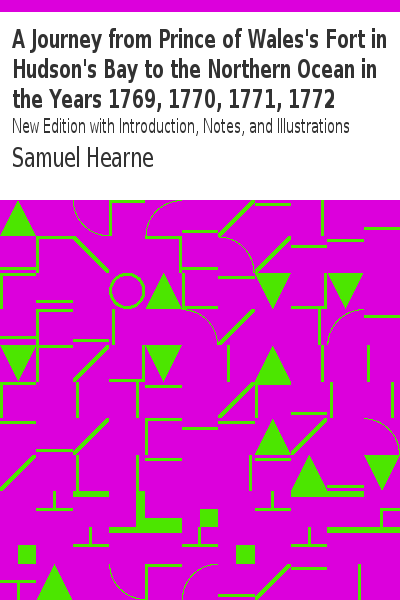 A Journey from Prince of Wales's Fort in
Hudson's Bay to the Northern Ocean in
the Years 1769, 1770, 1771, 1772
New Edition with Introduction, Notes, and Illustrations
Samuel Hearne